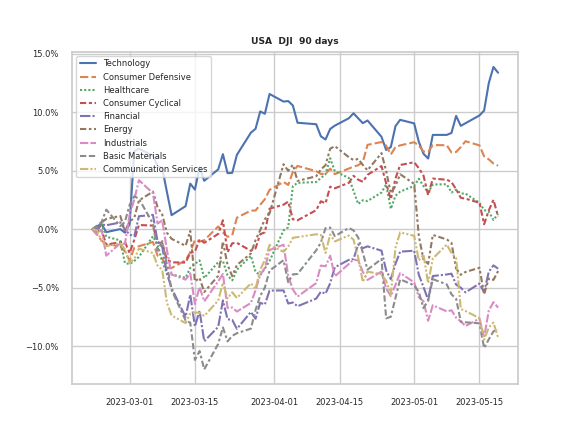 USA DJI 90 days
15.0%
10.0%
5.0%
0.0%
−5.0%
−10.0%
Technology
Consumer Defensive
Healthcare
Consumer Cyclical
Financial
Energy
Industrials
Basic Materials
Communication Services
2023-03-01
2023-03-15
2023-04-01
2023-04-15
2023-05-01
2023-05-15